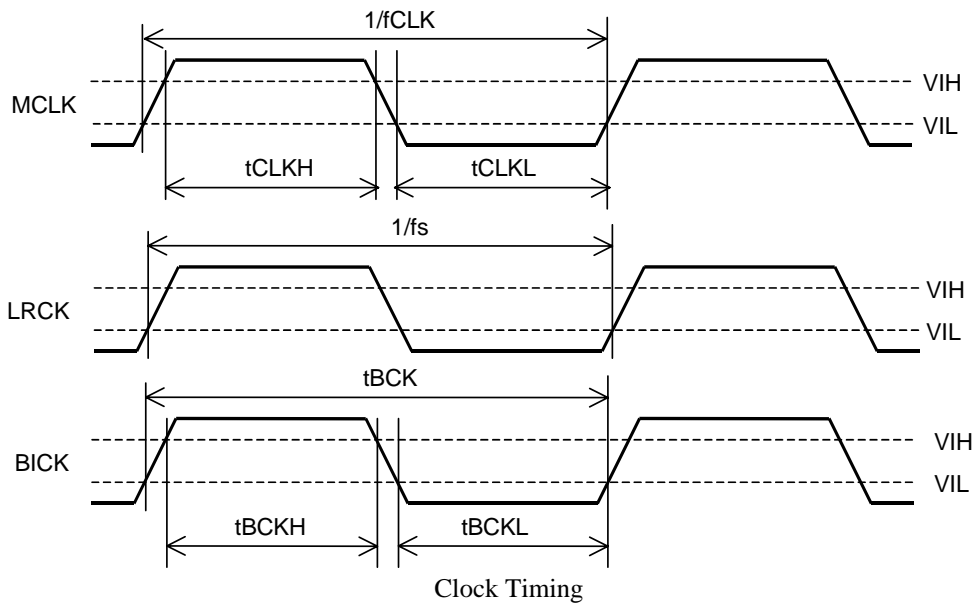 1/fCLK
MCLK
VIH
VIL
tCLKH
tCLKL
1/fs
LRCK
VIH
VIL
tBCK
BICK
VIH
VIL
tBCKH
tBCKL
Clock Timing